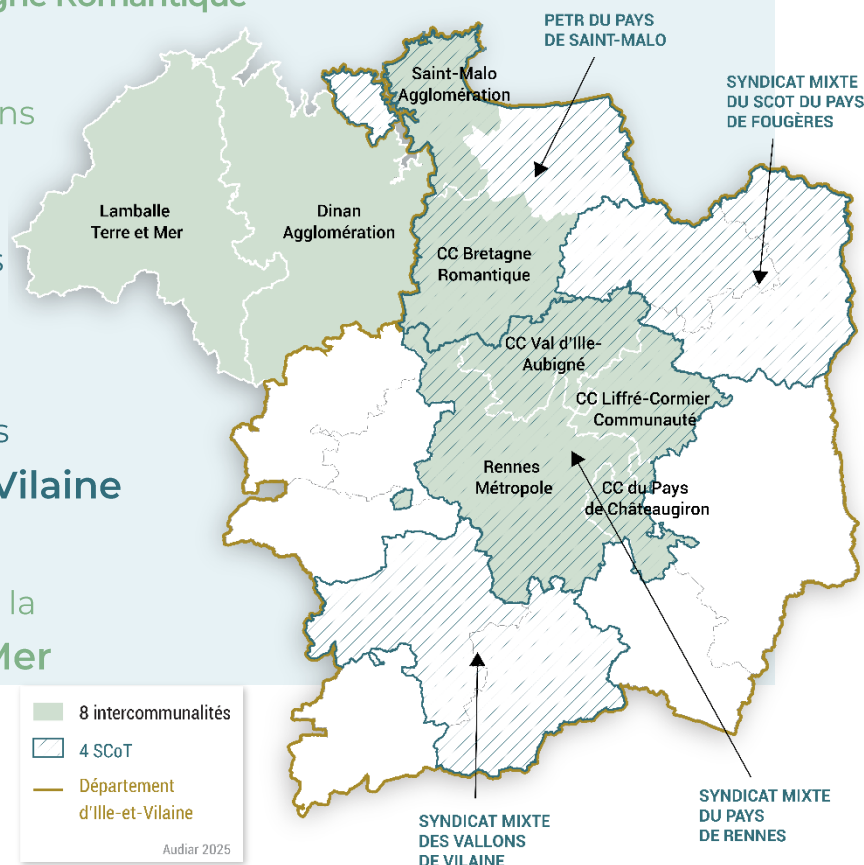 gne Romantique
ns
s
s
Vilaine
la
Mer
PETR DU PAYS
DE SAINT-MALO
SYNDICAT MIXTE
DU SCOT DU PAYS
DE FOUGÈRES
Saint-Malo
Agglomération
Lamballe
Terre et Mer
Dinan
Agglomération
CC Bretagne
Romantique
CC Val d'Ille-
Aubigné
CC Liffré-Cormier
Communauté
Rennes
Métropole
CC du Pays
de Châteaugiron
8 intercommunalités
4 SCoT
Département
d'Ille-et-Vilaine
Audiar 2025
SYNDICAT MIXTE
DES VALLONS
DE VILAINE
SYNDICAT MIXTE
DU PAYS
DE RENNES